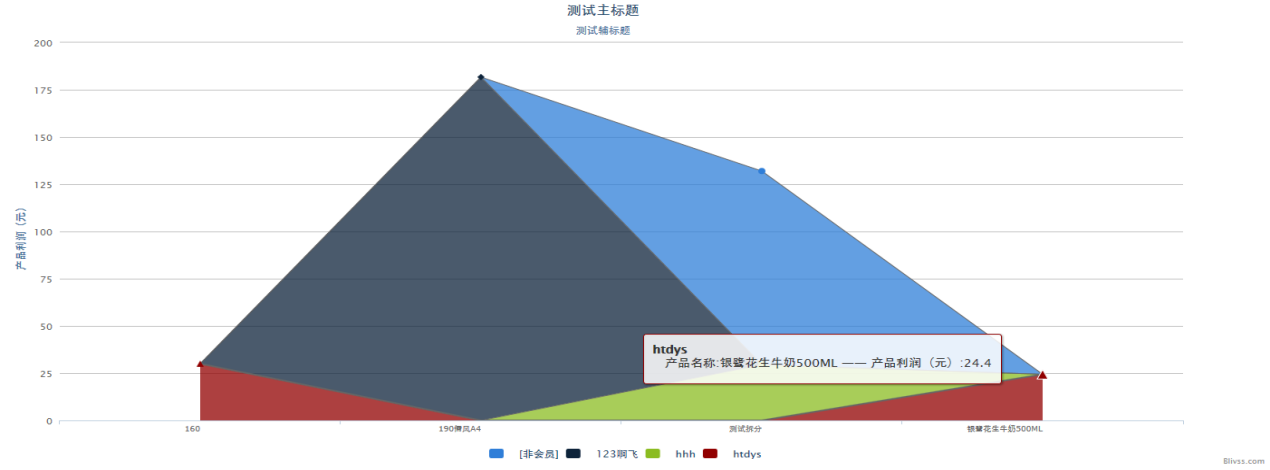 测试主标题
测试辅标题
200
175
150
125
100
75
50
25
0
产品利润（元）
htdys
产品名称:银鹭花生牛奶500ML —— 产品利润（元）:24.4
160
190傅凤A4
测试拆分
银鹭花生牛奶500ML
[非会员] 123啊飞 hhh htdys
Blivss.com